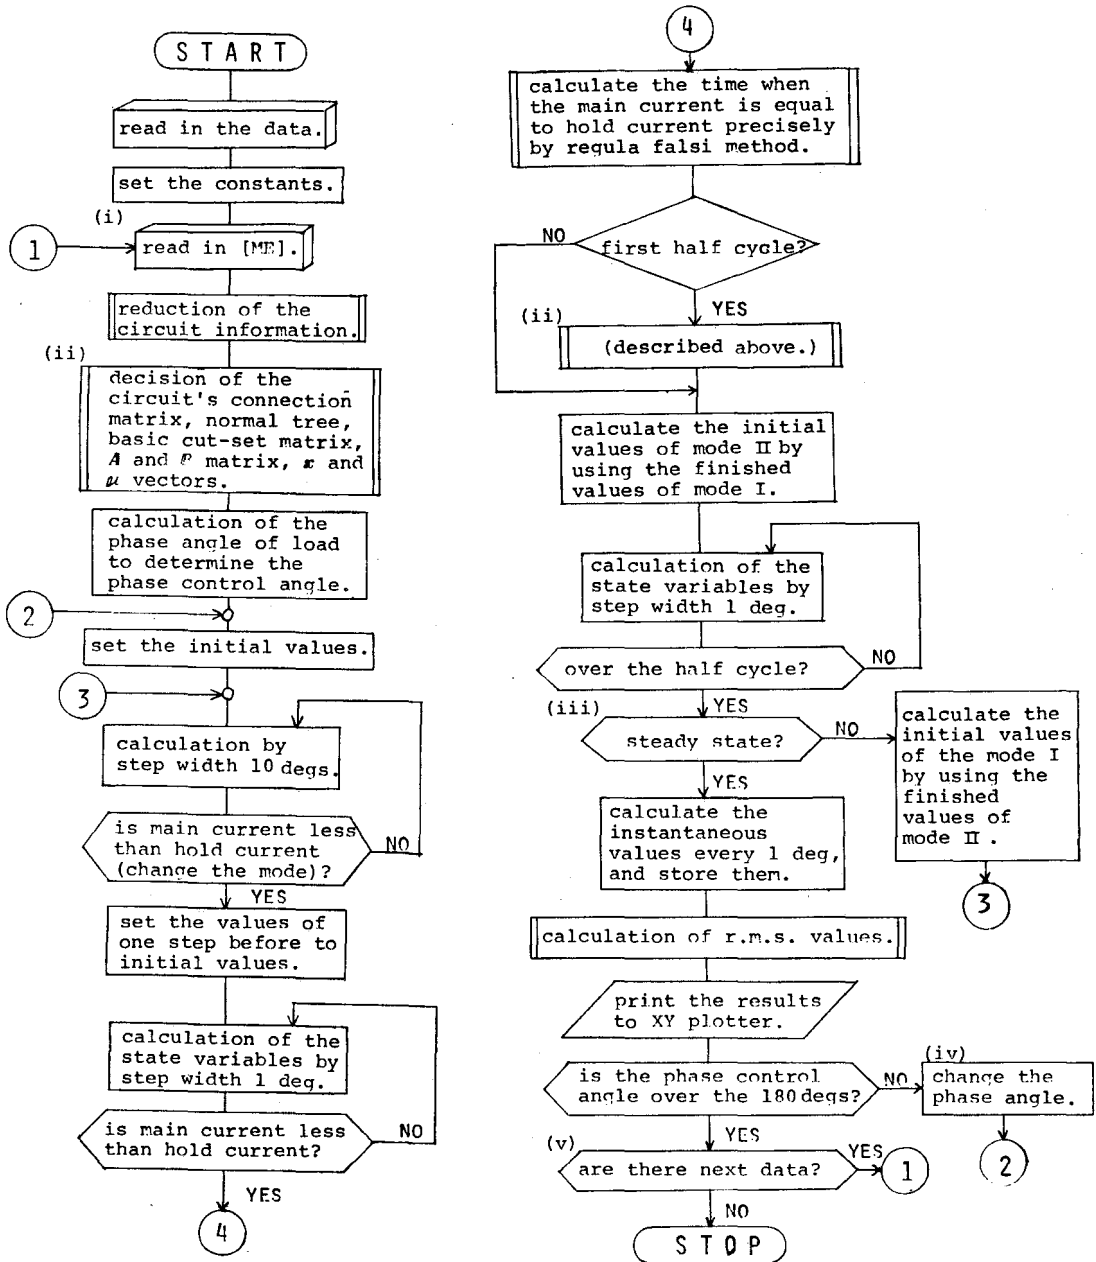 START
read in the data.
set the constants.
(i)
1
read in [ME].
reduction of the
circuit information.
(ii)
decision of the
circuit's connection
matrix, normal tree,
basic cut-set matrix,
A and B matrix, x and
u vectors.
calculation of the
phase angle of load
to determine the
phase control angle.
2
set the initial values.
3
calculation by
step width 10 degs.
is main current less
than hold current
(change the mode)?
NO
YES
set the values of
one step before to
initial values.
calculation of the
state variables by
step width 1 deg.
is main current less
than hold current?
NO
YES
4
4
calculate the time when
the main current is equal
to hold current precisely
by regula falsi method.
NO
first half cycle?
YES
(ii)
(described above.)
calculate the initial
values of mode II by
using the finished
values of mode I.
calculation of the
state variables by
step width 1 deg.
over the half cycle?
NO
YES
(iii)
steady state?
NO
calculate the
initial values
of the mode I
by using the
finished
values of
mode II .
3
YES
calculate the
instantaneous
values every 1 deg,
and store them.
calculation of r.m.s. values.
print the results
to XY plotter.
is the phase control
angle over the 180degs?
NO
(iv)
change the
phase angle.
2
YES
(v)
are there next data?
YES
1
NO
STOP